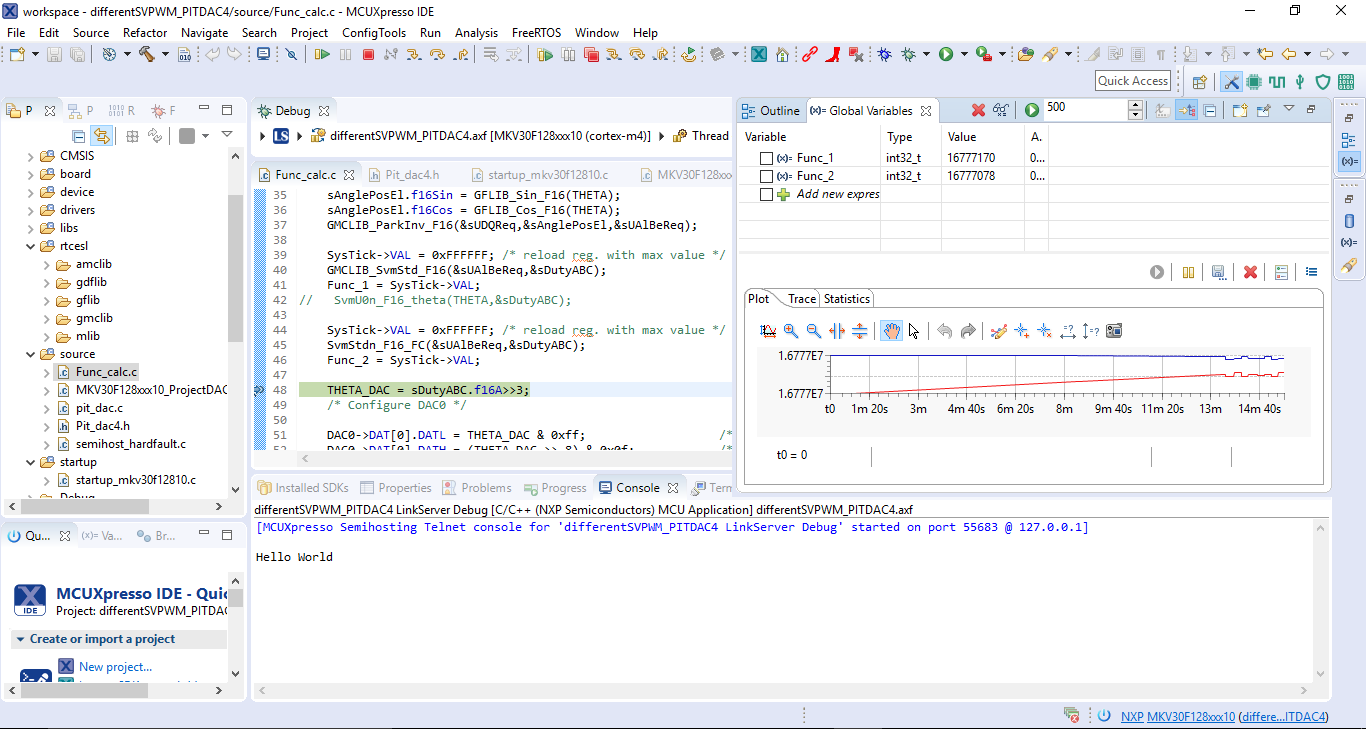 workspace - differentSVPWM_PITDAC4/source/Func_calc.c - MCUXpresso IDE
File Edit Source Refactor Navigate Search Project ConfigTools Run Analysis FreeRTOS Window Help
Quick Access
P P R F
CMSIS
board
device
drivers
libs
rtcesl
amclib
gdflib
gflib
gmclib
mlib
source
Func_calc.c
MKV30F128xxx10_ProjectDAC
pit_dac.c
Pit_dac4.h
semihost_hardfault.c
startup
startup_mkv30f12810.c
Debug
Debug
LS differentSVPWM_PITDAC4.axf [MKV30F128xxx10 (cortex-m4)] Thread
Func_calc.c Pit_dac4.h startup_mkv30f12810.c MKV30F128xx
35 sAnglePosEl.f16Sin = GFLIB_Sin_F16(THETA);
36 sAnglePosEl.f16Cos = GFLIB_Cos_F16(THETA);
37 GMCLIB_ParkInv_F16(&sUDQReq,&sAnglePosEl,&sUAlBeReq);
38
39 SysTick->VAL = 0xFFFFFF; /* reload reg. with max value */
40 GMCLIB_SvmStd_F16(&sUAlBeReq,&sDutyABC);
41 Func_1 = SysTick->VAL;
42 // SvmU0n_F16_theta(THETA,&sDutyABC);
43
44 SysTick->VAL = 0xFFFFFF; /* reload reg. with max value */
45 SvmStdn_F16_FC(&sUAlBeReq,&sDutyABC);
46 Func_2 = SysTick->VAL;
47
48 THETA_DAC = sDutyABC.f16A>>3;
49 /* Configure DAC0 */
50
51 DAC0->DAT[0].DATL = THETA_DAC & 0xff; /*
52 DAC0->DAT[0].DATH = (THETA_DAC >> 8) & 0x0f; /*
Outline (x)= Global Variables 500
Variable Type Value A.
(x)= Func_1 int32_t 16777170 0...
(x)= Func_2 int32_t 16777078 0...
Add new expres
Plot Trace Statistics
1.6777E7
1.6777E7
t0 1m 20s 3m 4m 40s 6m 20s 8m 9m 40s 11m 20s 13m 14m 40s
t0 = 0
Installed SDKs Properties Problems Progress Console Term
differentSVPWM_PITDAC4 LinkServer Debug [C/C++ (NXP Semiconductors) MCU Application] differentSVPWM_PITDAC4.axf
[MCUXpresso Semihosting Telnet console for 'differentSVPWM_PITDAC4 LinkServer Debug' started on port 55683 @ 127.0.0.1]
Hello World
Qu... (x)= Va... Br...
IDE
MCUXpresso IDE - Quic
Project: differentSVPWM_PITDAC
Create or import a project
New project...
NXP MKV30F128xxx10 (differe...ITDAC4)